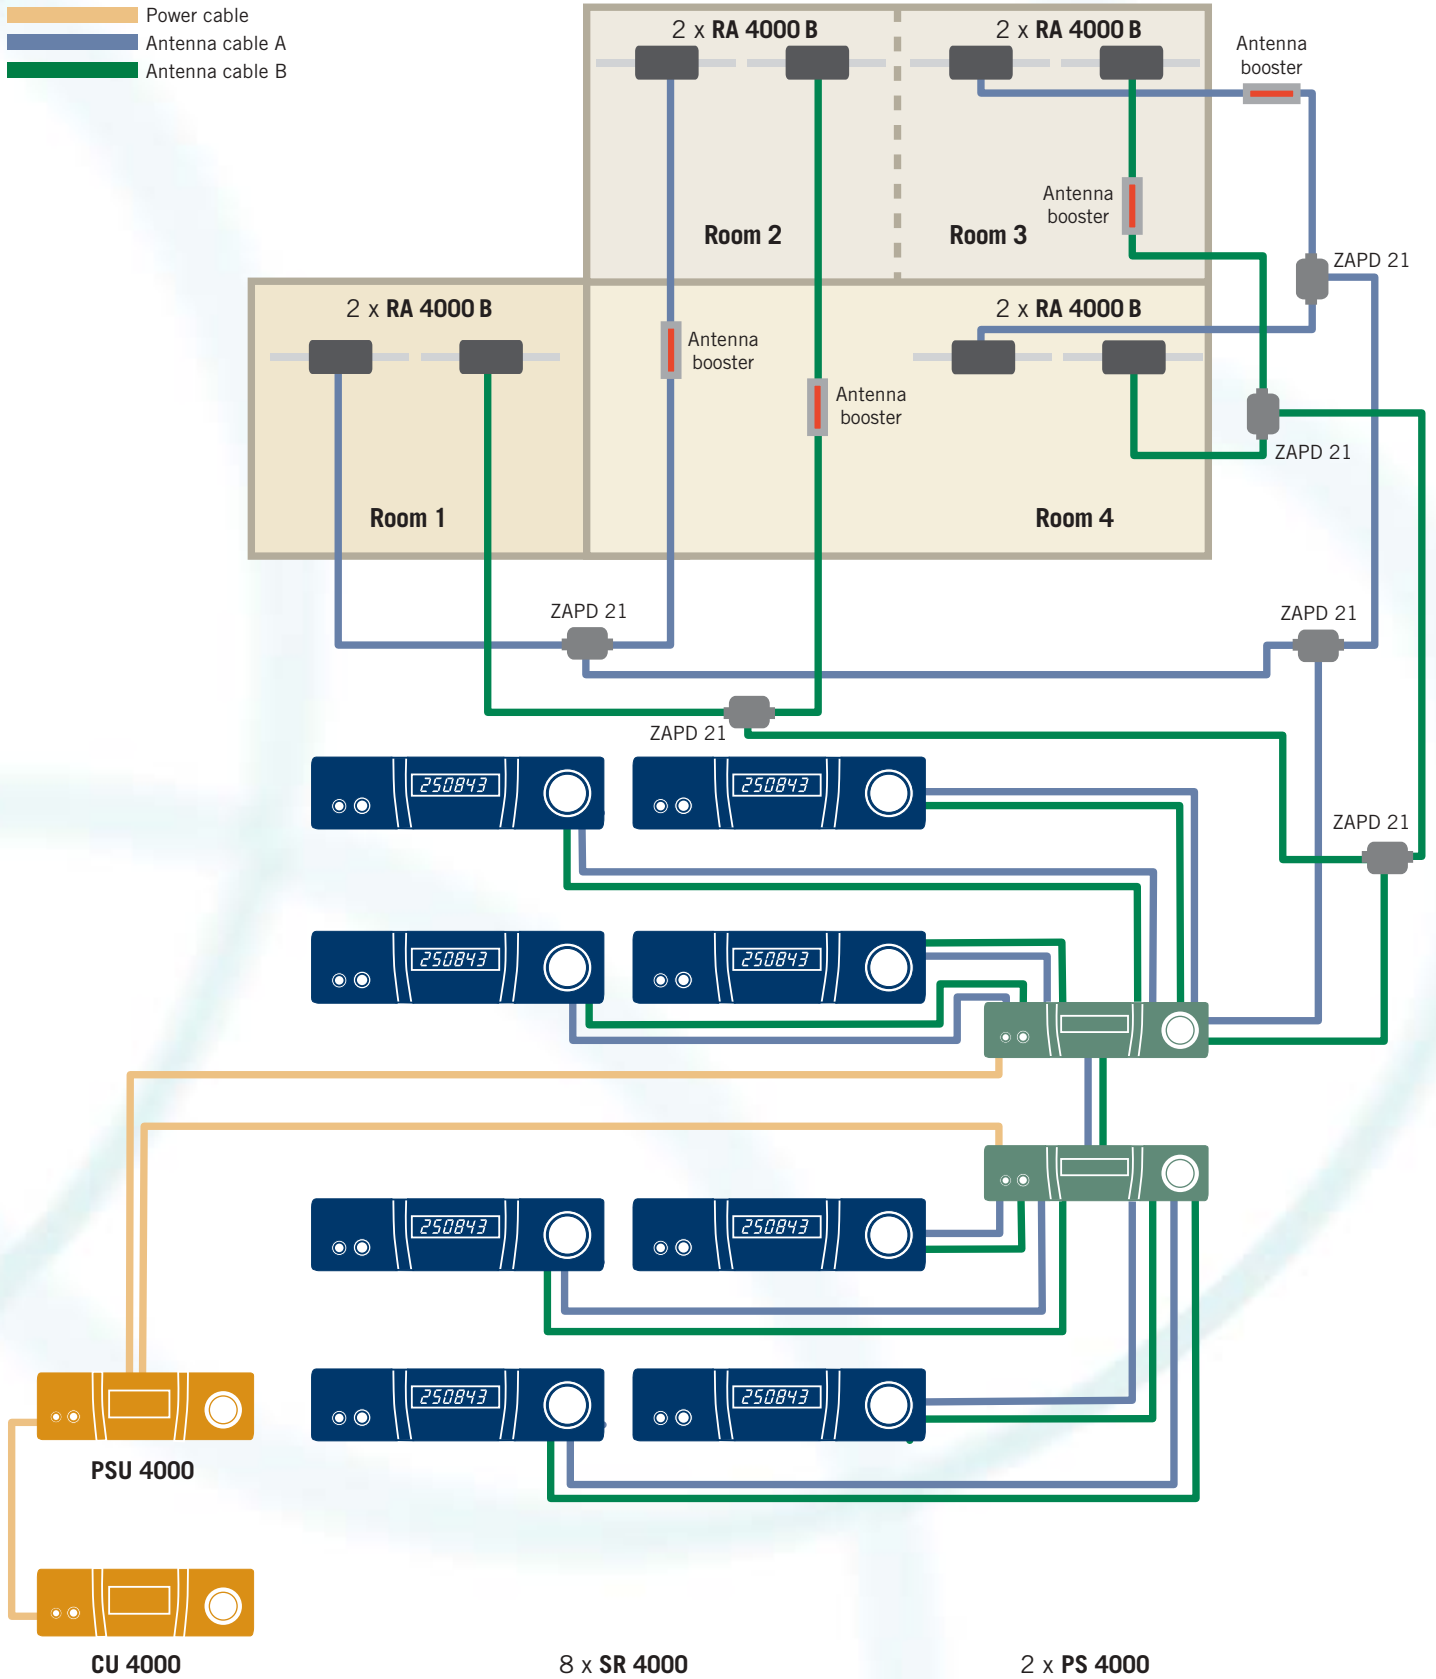 Power cable
Antenna cable A
Antenna cable B
2 x RA 4000 B
2 x RA 4000 B
Antenna
booster
Antenna
booster
Room 2
Room 3
ZAPD 21
2 x RA 4000 B
2 x RA 4000 B
Antenna
booster
Antenna
booster
ZAPD 21
Room 1
Room 4
ZAPD 21
ZAPD 21
ZAPD 21
250843
250843
ZAPD 21
250843
250843
250843
250843
250843
250843
PSU 4000
CU 4000
8 x SR 4000
2 x PS 4000